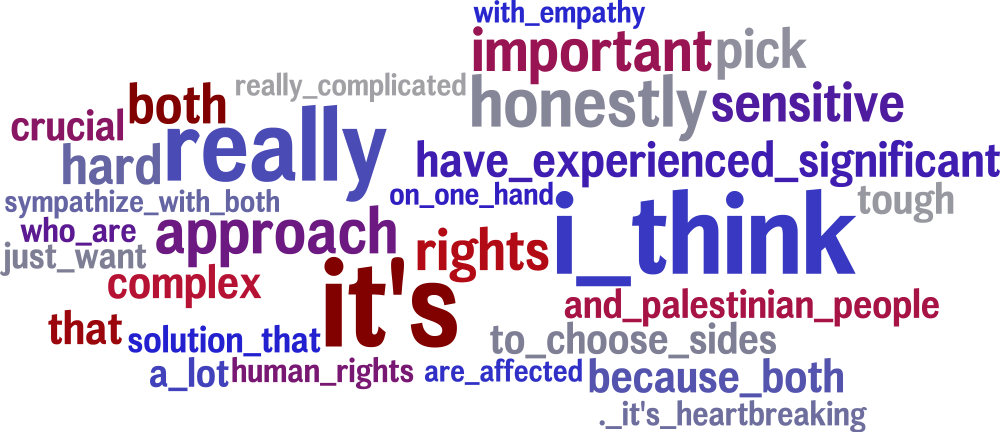 with_empathy
important pick
really_complicated
both honestly sensitive
crucial really
hard have_experienced_significant
sympathize_with_both on_one_hand i_think tough
who_are approach rights
just_want
complex it's and_palestinian_people
that solution_that to_choose_sides
a_lot human_rights are_affected because_both
._it's_heartbreaking